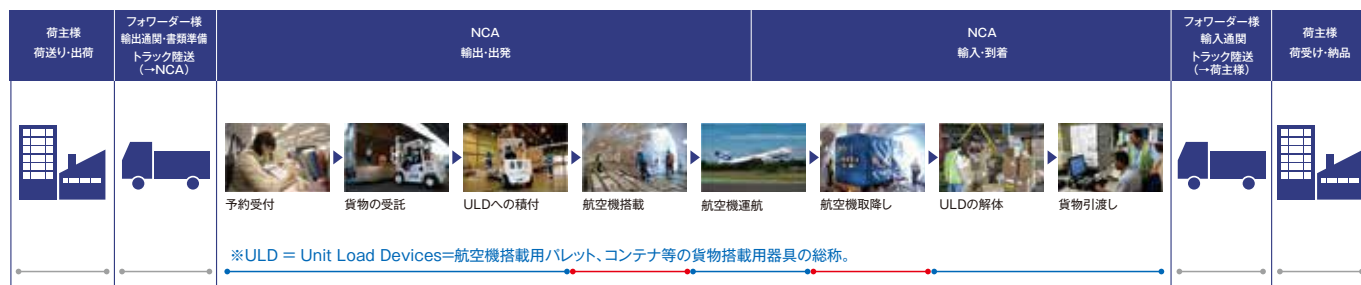 荷主様
荷送り・出荷
フォワーダー様
輸出通関・書類準備
トラック陸送
(→NCA)
NCA
輸出・出発
NCA
輸入・到着
フォワーダー様
輸入通関
トラック陸送
(→荷主様)
荷主様
荷受け・納品
予約受付
貨物の受託
ULDへの積付
航空機搭載
航空機運航
航空機取降し
ULDの解体
貨物引渡し
※ULD = Unit Load Devices=航空機搭載用パレット、コンテナ等の貨物搭載用器具の総称。